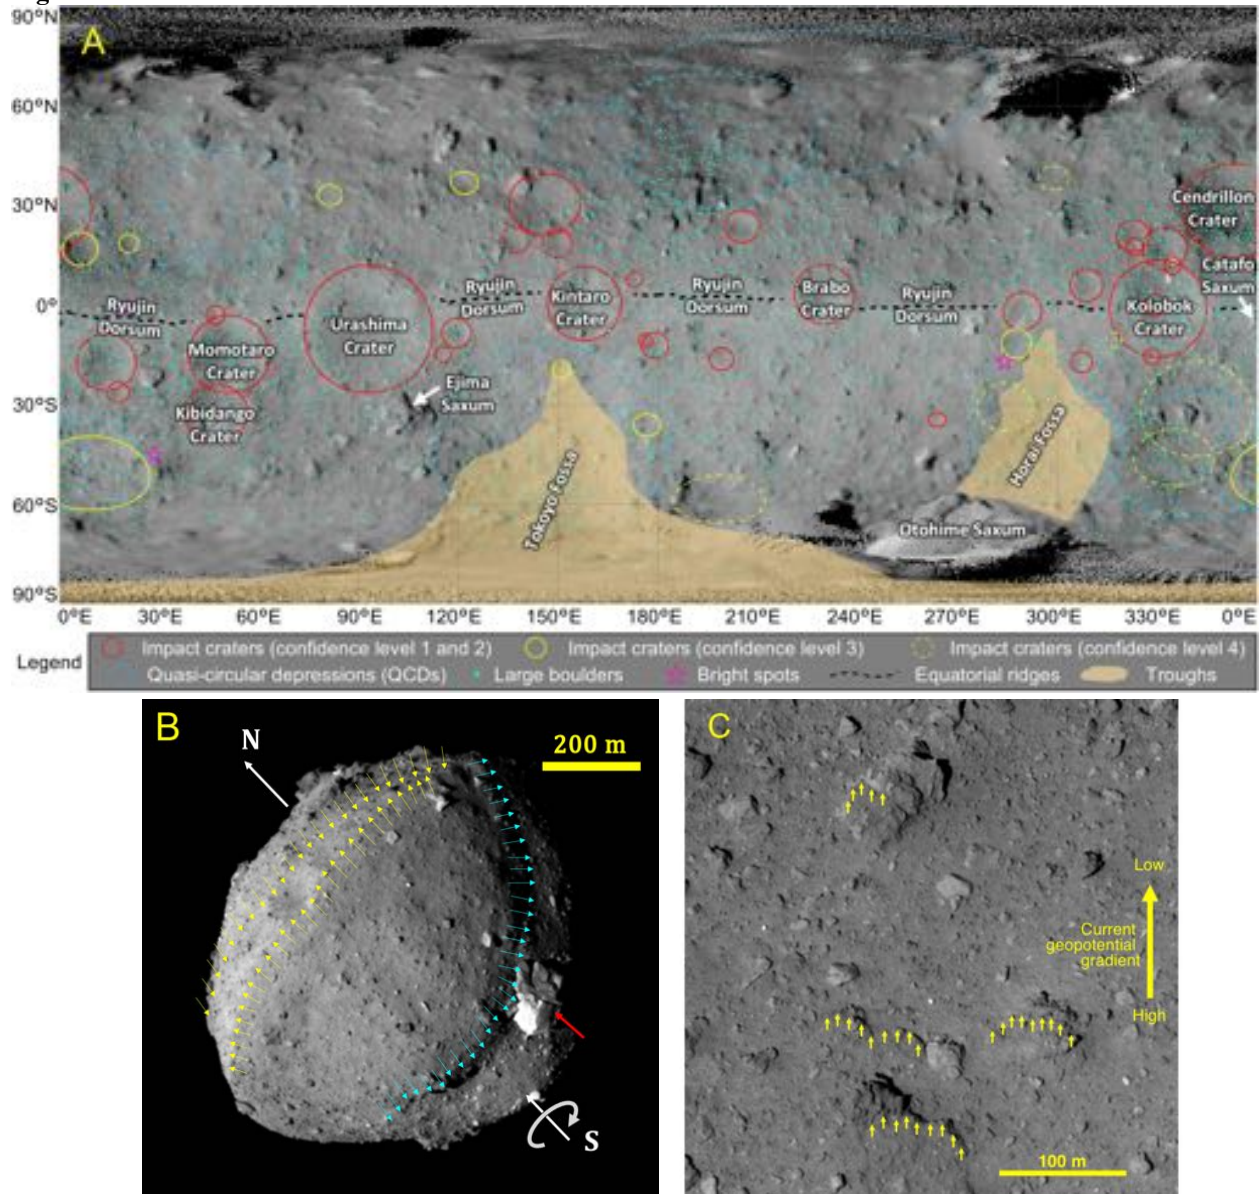 90°N
A
60°N
30°N
0°
30°S
60°S
90°S
Cendrillon
Crater
Catafo
Saxum
Ryujin
Dorsum
Kintaro
Crater
Ryujin
Dorsum
Brabo
Crater
Ryujin
Dorsum
Kolobok
Crater
Ryujin
Dorsum
Urashima
Crater
Momotaro
Crater
Ejima
Saxum
Kibidango
Crater
Tokoyo Fossa
Horai Fossa
Otohime Saxum
0°E 30°E 60°E 90°E 120°E 150°E 180°E 210°E 240°E 270°E 300°E 0°E
Legend
Impact craters (confidence level 1 and 2) Impact craters (confidence level 3) Impact craters (confidence level 4)
Quasi-circular depressions (QCDs) Large boulders Bright spots Equatorial ridges Troughs
B
N
200 m
S
C
Low
Current
geopotential
gradient
High
100 m